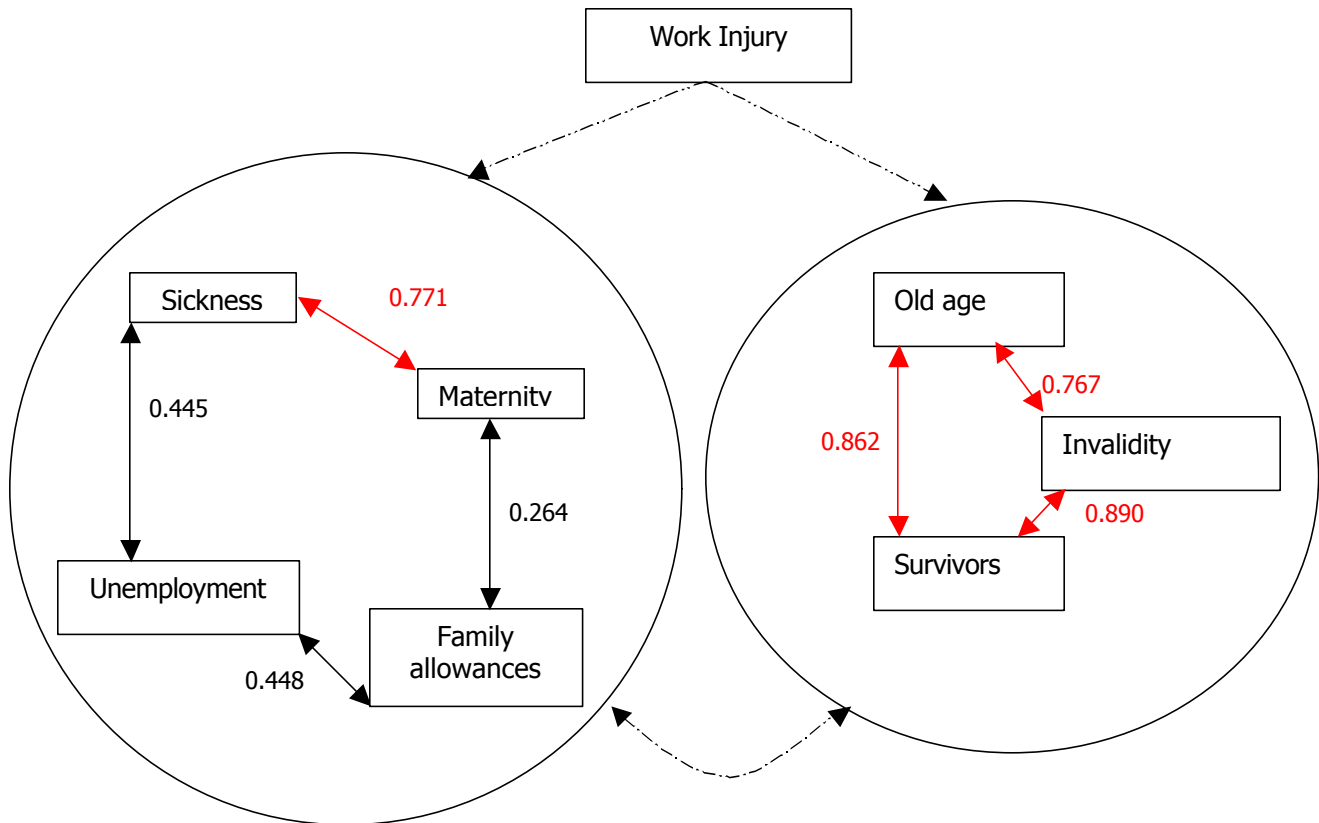 Work Injury
Sickness
0.771
Maternitv
0.445
0.264
Unemployment
Family
allowances
0.448
Old age
0.767
0.862
Invalidity
0.890
Survivors